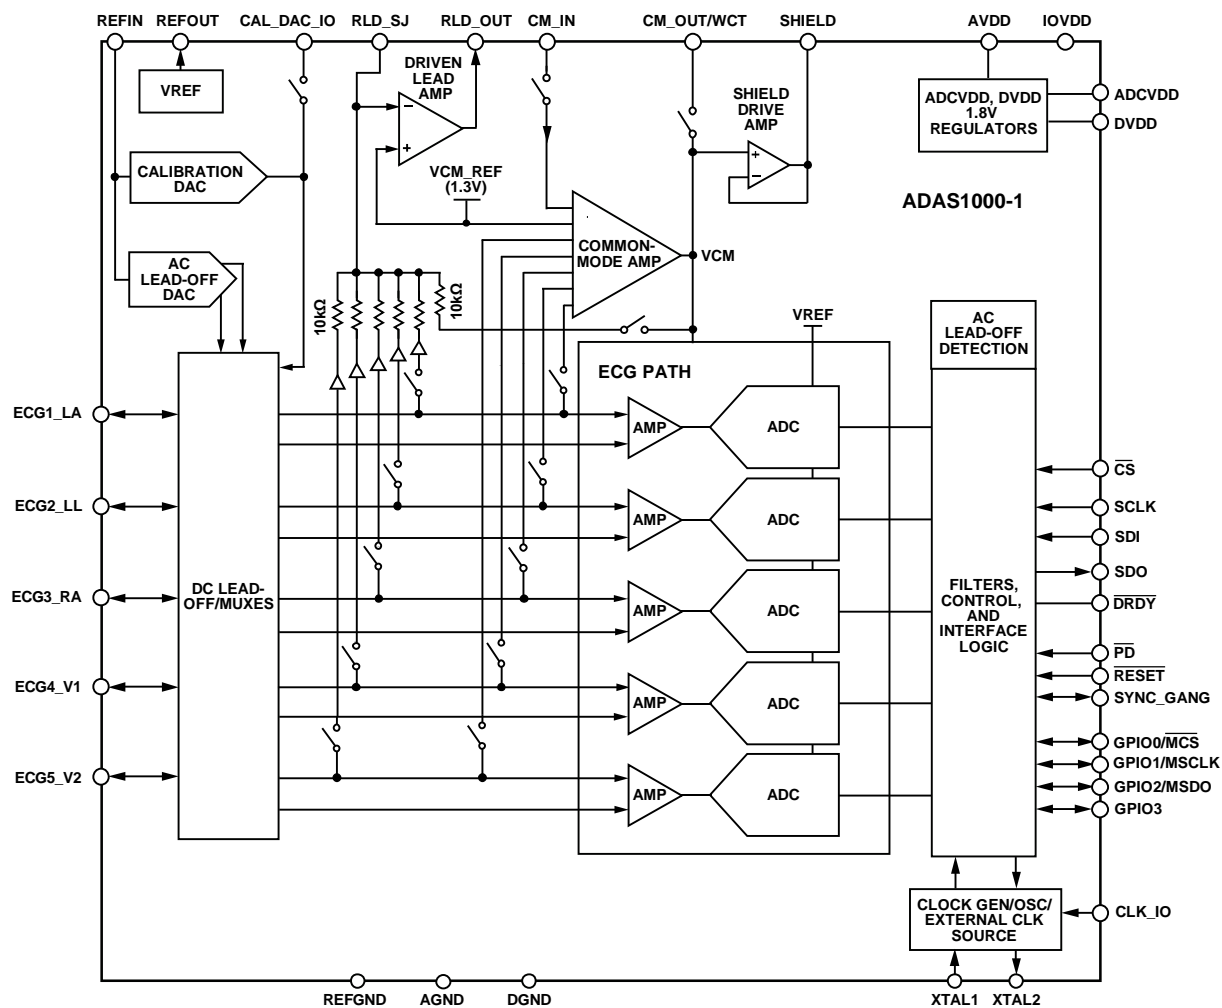 REFIN REFOUT CAL_DAC_IO RLD_SJ RLD_OUT CM_IN CM_OUT/WCT SHIELD AVDD IOVDD
VREF
DRIVEN
LEAD
AMP
–
+
SHIELD
DRIVE
AMP
+
–
ADCVDD, DVDD
1.8V
REGULATORS
ADCVDD
DVDD
CALIBRATION
DAC
VCM_REF
(1.3V)
ADAS1000-1
AC
LEAD-OFF
DAC
COMMON-
MODE AMP
VCM
10kΩ
10kΩ
VREF
AC
LEAD-OFF
DETECTION
ECG PATH
ECG1_LA
AMP
ADC
ECG2_LL
AMP
ADC
ECG3_RA
DC LEAD-
OFF/MUXES
AMP
ADC
ECG4_V1
AMP
ADC
ECG5_V2
AMP
ADC
FILTERS,
CONTROL,
AND
INTERFACE
LOGIC
CS
SCLK
SDI
SDO
DRDY
PD
RESET
SYNC_GANG
GPIO0/MCS
GPIO1/MSCLK
GPIO2/MSDO
GPIO3
CLOCK GEN/OSC/
EXTERNAL CLK
SOURCE
CLK_IO
REFGND AGND DGND XTAL1 XTAL2